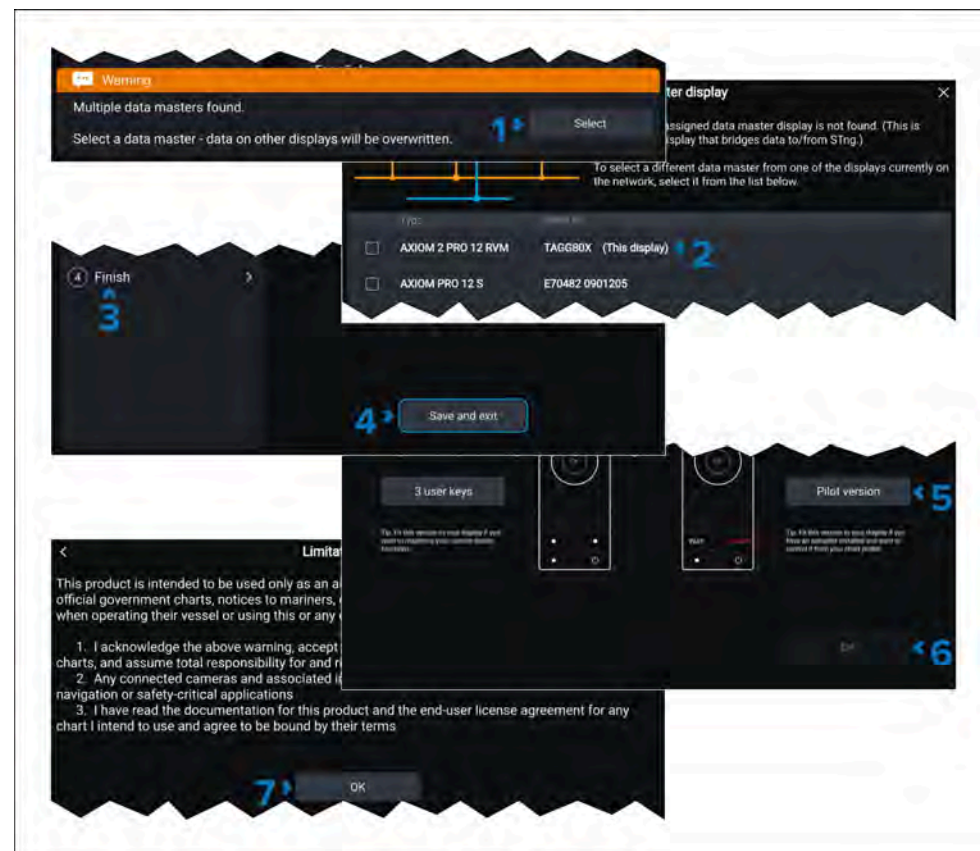 Warning
Multiple data masters found.
Select a data master - data on other displays will be overwritten.
1
Select
ter display
assigned data master display is not found. (This is
splay that bridges data to/from STng.)
To select a different data master from one of the displays currently on
the network, select it from the list below.
Type
AXIOM 2 PRO 12 RVM TAGG80X (This display)
2
AXIOM PRO 12 S E70482 0901205
4 Finish
3
4
Save and exit
3 user keys
Pilot version
5
6
Limita
This product is intended to be used only as an a
official government charts, notices to mariners,
when operating their vessel or using this or any
1. I acknowledge the above warning, accept
charts, and assume total responsibility for and ri
2. Any connected cameras and associated i
navigation or safety-critical applications
3. I have read the documentation for this product and the end-user license agreement for any
chart I intend to use and agree to be bound by their terms
7
OK